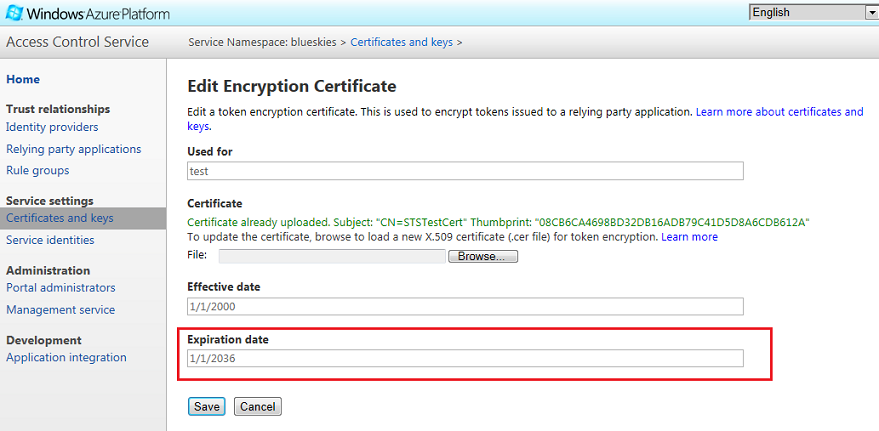 Windows Azure Platform
English
Access Control Service
Service Namespace: blueskies > Certificates and keys >
Home
Trust relationships
Identity providers
Relying party applications
Rule groups
Service settings
Certificates and keys
Service identities
Administration
Portal administrators
Management service
Development
Application integration
Edit Encryption Certificate
Edit a token encryption certificate. This is used to encrypt tokens issued to a relying party application. Learn more about certificates and
keys.
Used for
test
Certificate
Certificate already uploaded. Subject: "CN=STSTestCert" Thumbprint: "08CB6CA4698BD32DB16ADB79C41D5D8A6CDB612A"
To update the certificate, browse to load a new X.509 certificate (.cer file) for token encryption. Learn more
File: Browse...
Effective date
1/1/2000
Expiration date
1/1/2036
Save Cancel